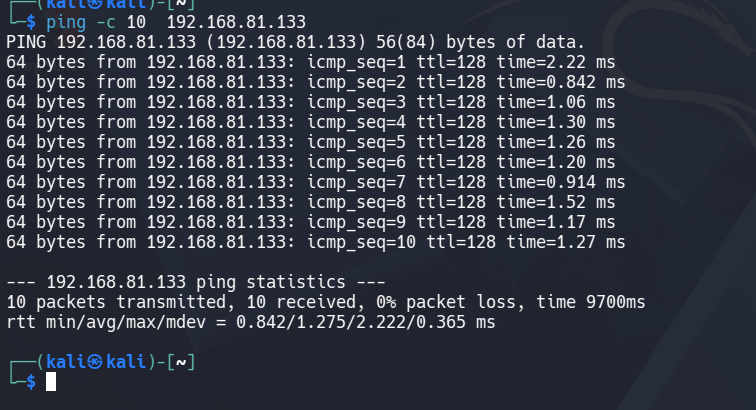 ┌──(kali㉿kali)-[~]
└─$ ping -c 10  192.168.81.133
PING 192.168.81.133 (192.168.81.133) 56(84) bytes of data.
64 bytes from 192.168.81.133: icmp_seq=1 ttl=128 time=2.22 ms
64 bytes from 192.168.81.133: icmp_seq=2 ttl=128 time=0.842 ms
64 bytes from 192.168.81.133: icmp_seq=3 ttl=128 time=1.06 ms
64 bytes from 192.168.81.133: icmp_seq=4 ttl=128 time=1.30 ms
64 bytes from 192.168.81.133: icmp_seq=5 ttl=128 time=1.26 ms
64 bytes from 192.168.81.133: icmp_seq=6 ttl=128 time=1.20 ms
64 bytes from 192.168.81.133: icmp_seq=7 ttl=128 time=0.914 ms
64 bytes from 192.168.81.133: icmp_seq=8 ttl=128 time=1.52 ms
64 bytes from 192.168.81.133: icmp_seq=9 ttl=128 time=1.17 ms
64 bytes from 192.168.81.133: icmp_seq=10 ttl=128 time=1.27 ms

--- 192.168.81.133 ping statistics ---
10 packets transmitted, 10 received, 0% packet loss, time 9700ms
rtt min/avg/max/mdev = 0.842/1.275/2.222/0.365 ms

┌──(kali㉿kali)-[~]
└─$